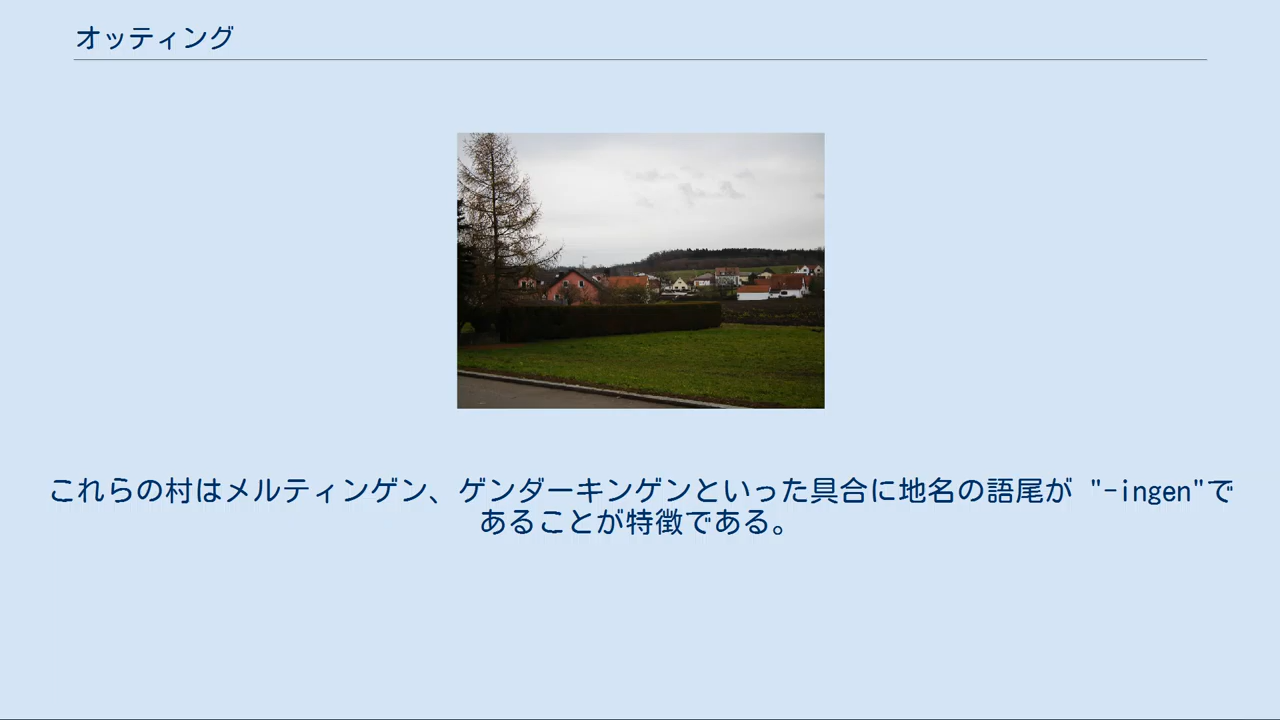 オッティング
これらの村はメルティンゲン、ゲンダーキンゲンといった具合に地名の語尾が "-ingen"で
あることが特徴である。